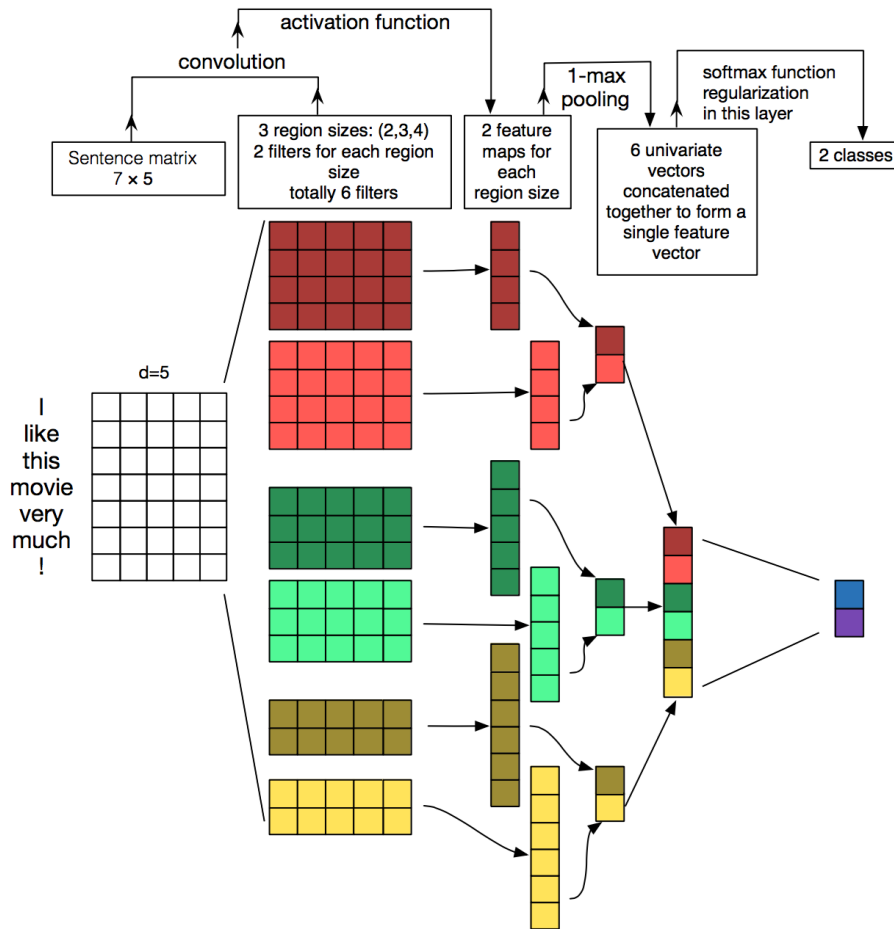 activation function
convolution
1-max
pooling
softmax function
regularization
in this layer
Sentence matrix
7 × 5
3 region sizes: (2,3,4)
2 filters for each region
size
totally 6 filters
2 feature
maps for
each
region size
6 univariate
vectors
concatenated
together to form a
single feature
vector
2 classes
d=5
I
like
this
movie
very
much
!